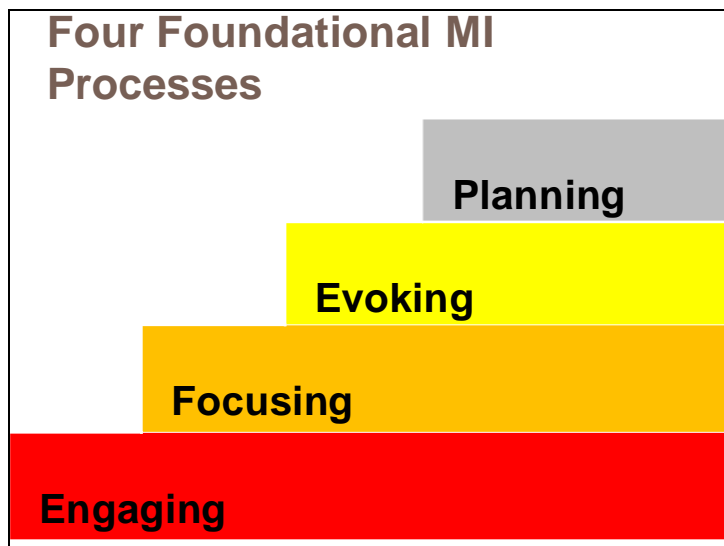 Four Foundational MI
Processes
Planning
Evoking
Focusing
Engaging